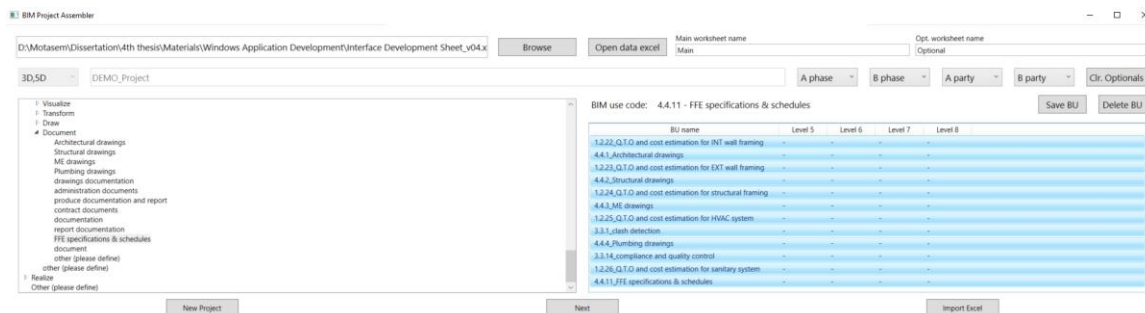 BIM Project Assembler
D:\Motasem\Dissertation\4th thesis\Materials\Windows Application Development\Interface Development Sheet_v04.x
Browse
Open data excel
Main worksheet name
Main
Opt. worksheet name
Optional
3D,5D
DEMO_Project
A phase
B phase
A party
B party
Clr. Optionals
Visualize
Transform
Draw
Document
Architectural drawings
Structural drawings
ME drawings
Plumbing drawings
drawings documentation
administration documents
produce documentation and report
contract documents
documentation
report documentation
FFE specifications & schedules
document
other (please define)
other (please define)
Realize
Other (please define)
BIM use code: 4.4.11 - FFE specifications & schedules
Save BU
Delete BU
BU name Level 5 Level 6 Level 7 Level 8
1.2.22_Q.T.O and cost estimation for INT wall framing - - - -
4.4.1_Architectural drawings - - - -
1.2.23_Q.T.O and cost estimation for EXT wall framing - - - -
4.4.2_Structural drawings - - - -
1.2.24_Q.T.O and cost estimation for structural framing - - - -
4.4.3_ME drawings - - - -
1.2.25_Q.T.O and cost estimation for HVAC system - - - -
3.3.1_clash detection - - - -
4.4.4_Plumbing drawings - - - -
3.3.14_compliance and quality control - - - -
1.2.26_Q.T.O and cost estimation for sanitary system - - - -
4.4.11_FFE specifications & schedules - - - -
New Project
Next
Import Excel